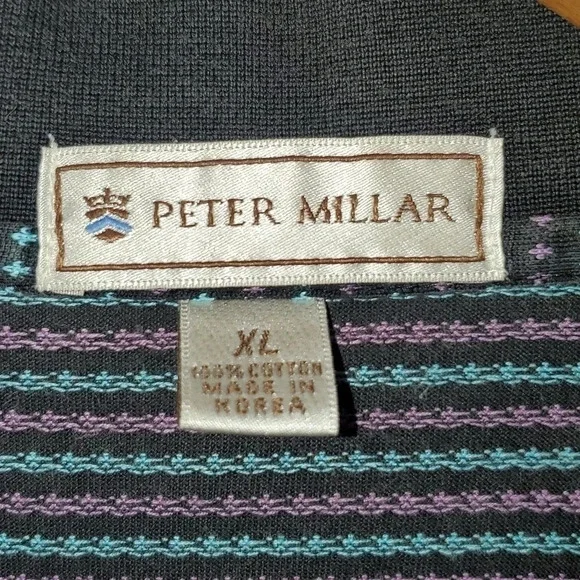 PETER MILLAR
XL
100% COTTON
MADE IN
KOREA